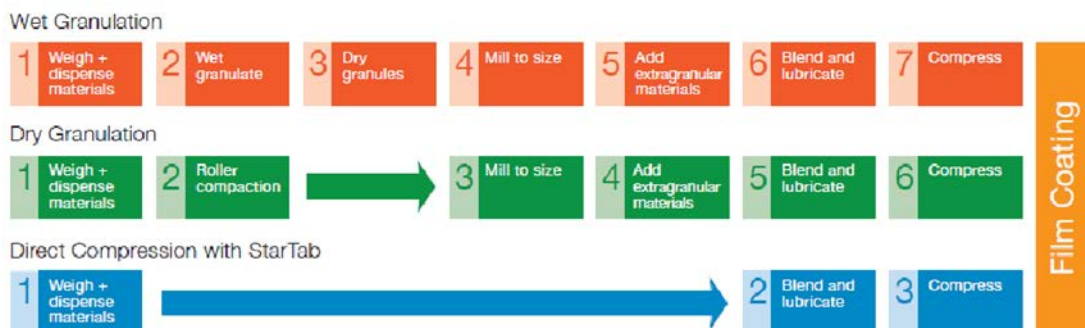 Wet Granulation
1 Weigh +
dispense
materials
2 Wet
granulate
3 Dry
granules
4 Mill to size
5 Add
extragranular
materials
6 Blend and
lubricate
7 Compress
Dry Granulation
1 Weigh +
dispense
materials
2 Roller
compaction
3 Mill to size
4 Add
extragranular
materials
5 Blend and
lubricate
6 Compress
Direct Compression with StarTab
1 Weigh +
dispense
materials
2 Blend and
lubricate
3 Compress
Film Coating